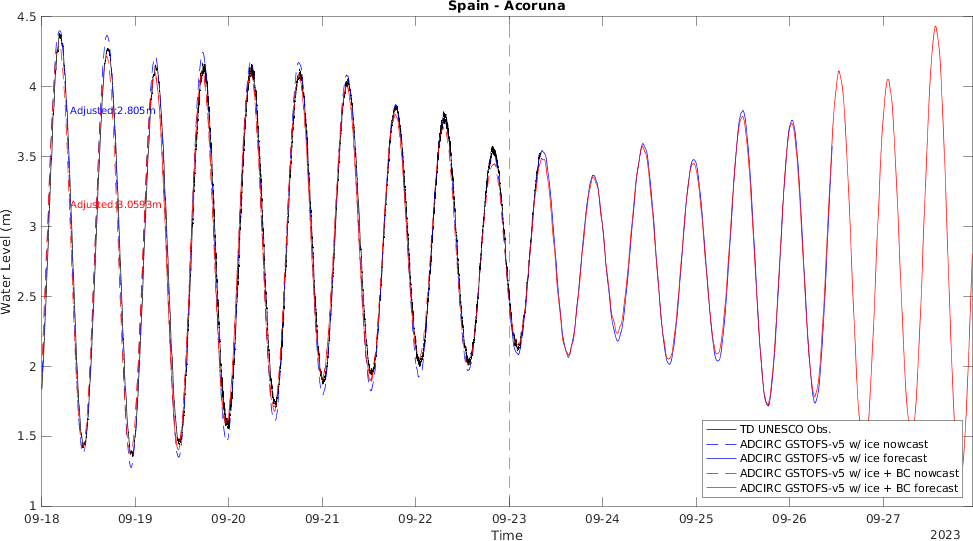 Spain - Acoruna
4.5
4
3.5
3
2.5
2
1.5
1
Water Level (m)
Adjusted:2.805m
Adjusted:3.0593m
TD UNESCO Obs.
ADCIRC GSTOFS-v5 w/ ice nowcast
ADCIRC GSTOFS-v5 w/ ice forecast
ADCIRC GSTOFS-v5 w/ ice + BC nowcast
ADCIRC GSTOFS-v5 w/ ice + BC forecast
09-18 09-19 09-20 09-21 09-22 09-23 09-24 09-25 09-26 09-27
Time
2023